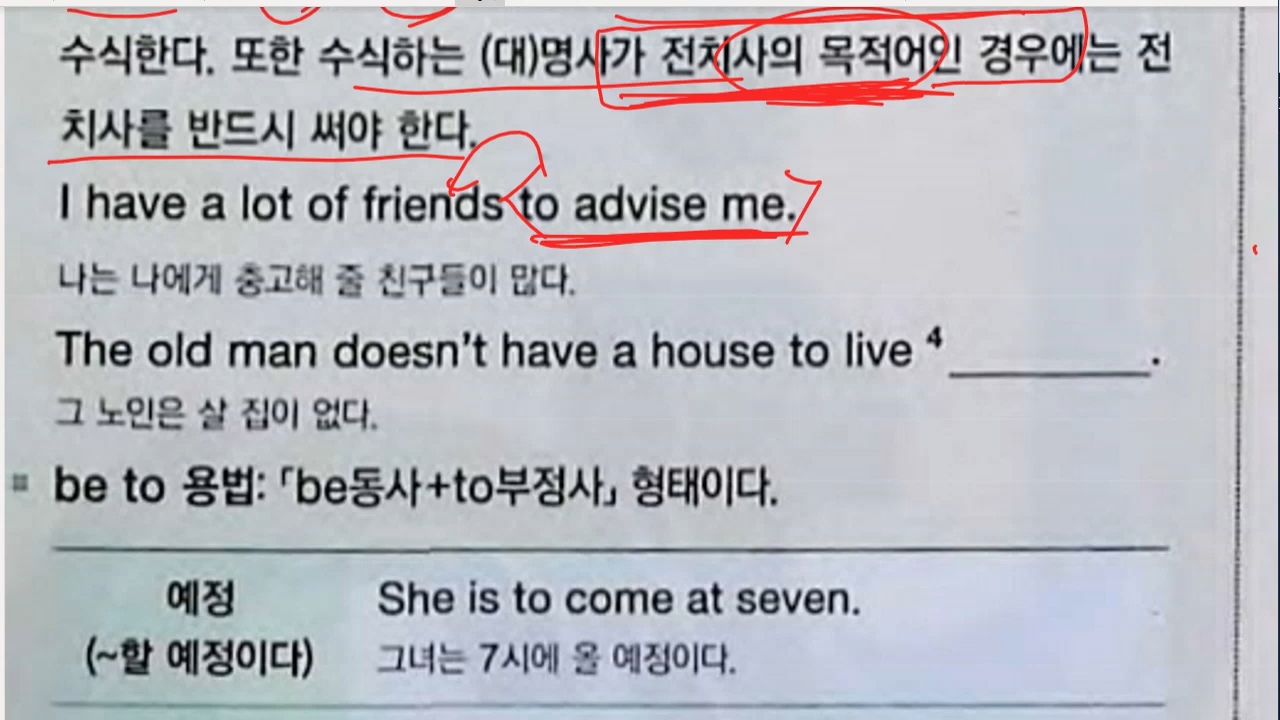 수식한다. 또한 수식하는 (대)명사가 전치사의 목적어인 경우에는 전
치사를 반드시 써야 한다.
I have a lot of friends to advise me.
나는 나에게 충고해 줄 친구들이 많다.
The old man doesn't have a house to live ⁴ ________.
그 노인은 살 집이 없다.
be to 용법: 「be동사+to부정사」 형태이다.
예정 She is to come at seven.
(~할 예정이다) 그녀는 7시에 올 예정이다.